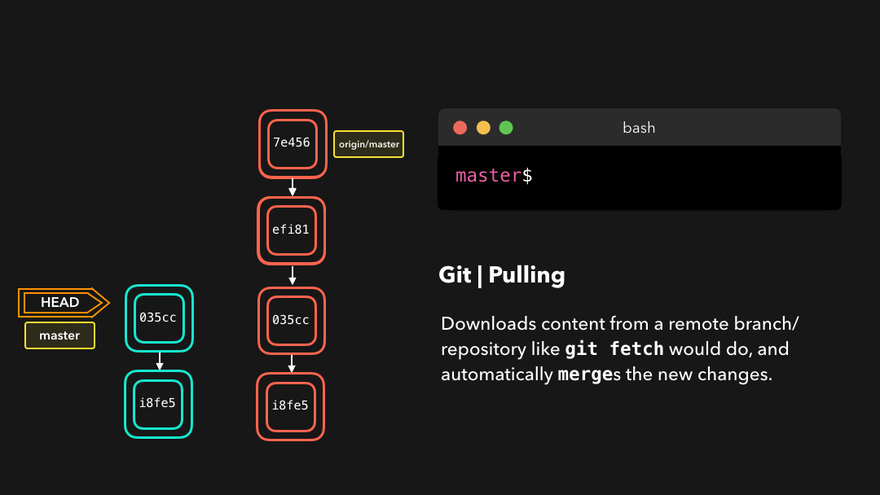 7e456
origin/master
efi81
035cc
i8fe5
HEAD
master
035cc
i8fe5
bash
master$
Git | Pulling
Downloads content from a remote branch/
repository like git fetch would do, and
automatically merges the new changes.